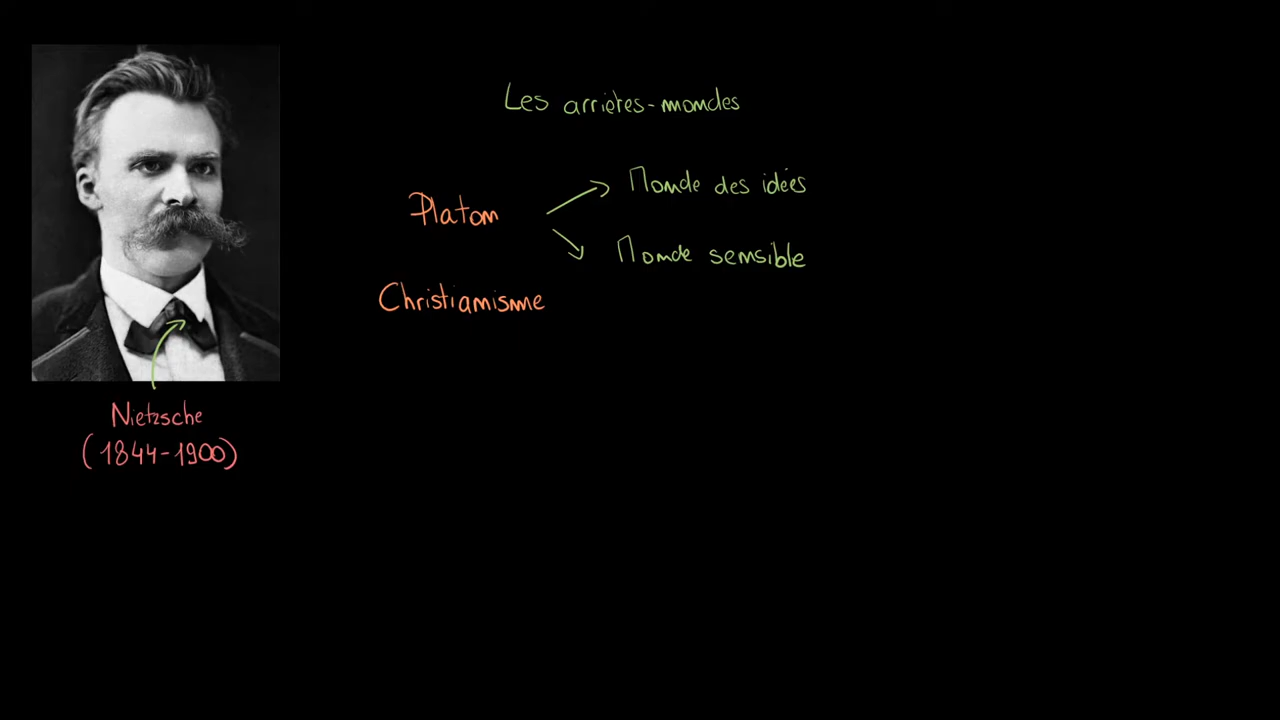 Les arrières-mondes
Platon
Monde des idées
Monde sensible
Christianisme
Nietzsche
(1844-1900)